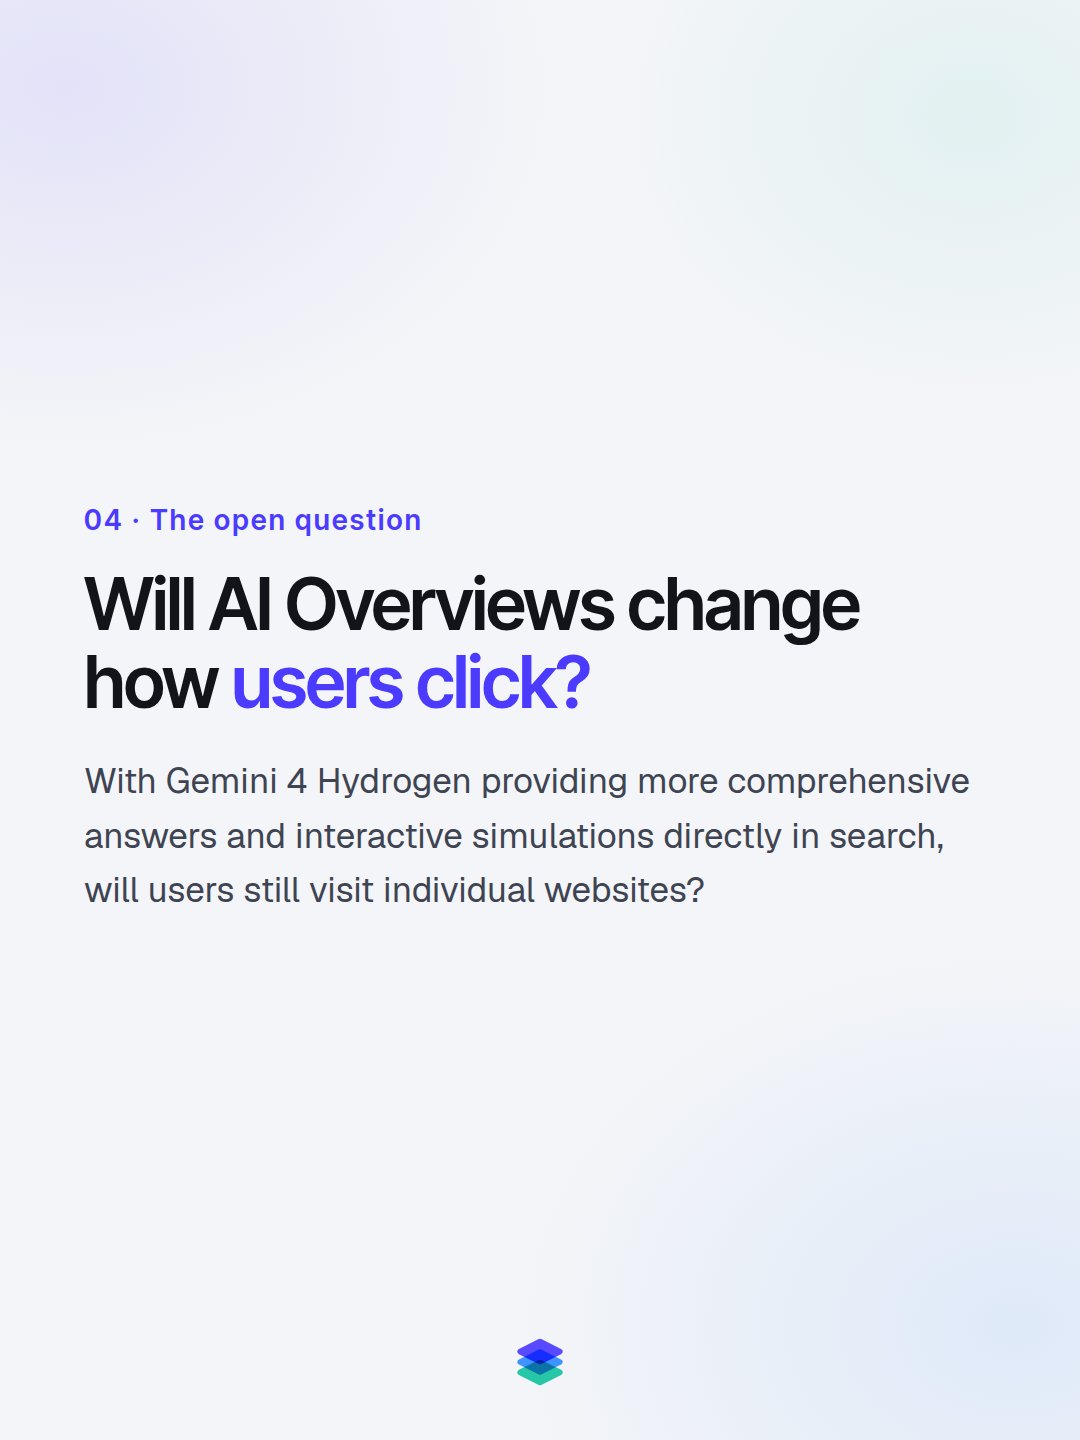 04 · The open question
Will AI Overviews change
how users click?
With Gemini 4 Hydrogen providing more comprehensive
answers and interactive simulations directly in search,
will users still visit individual websites?